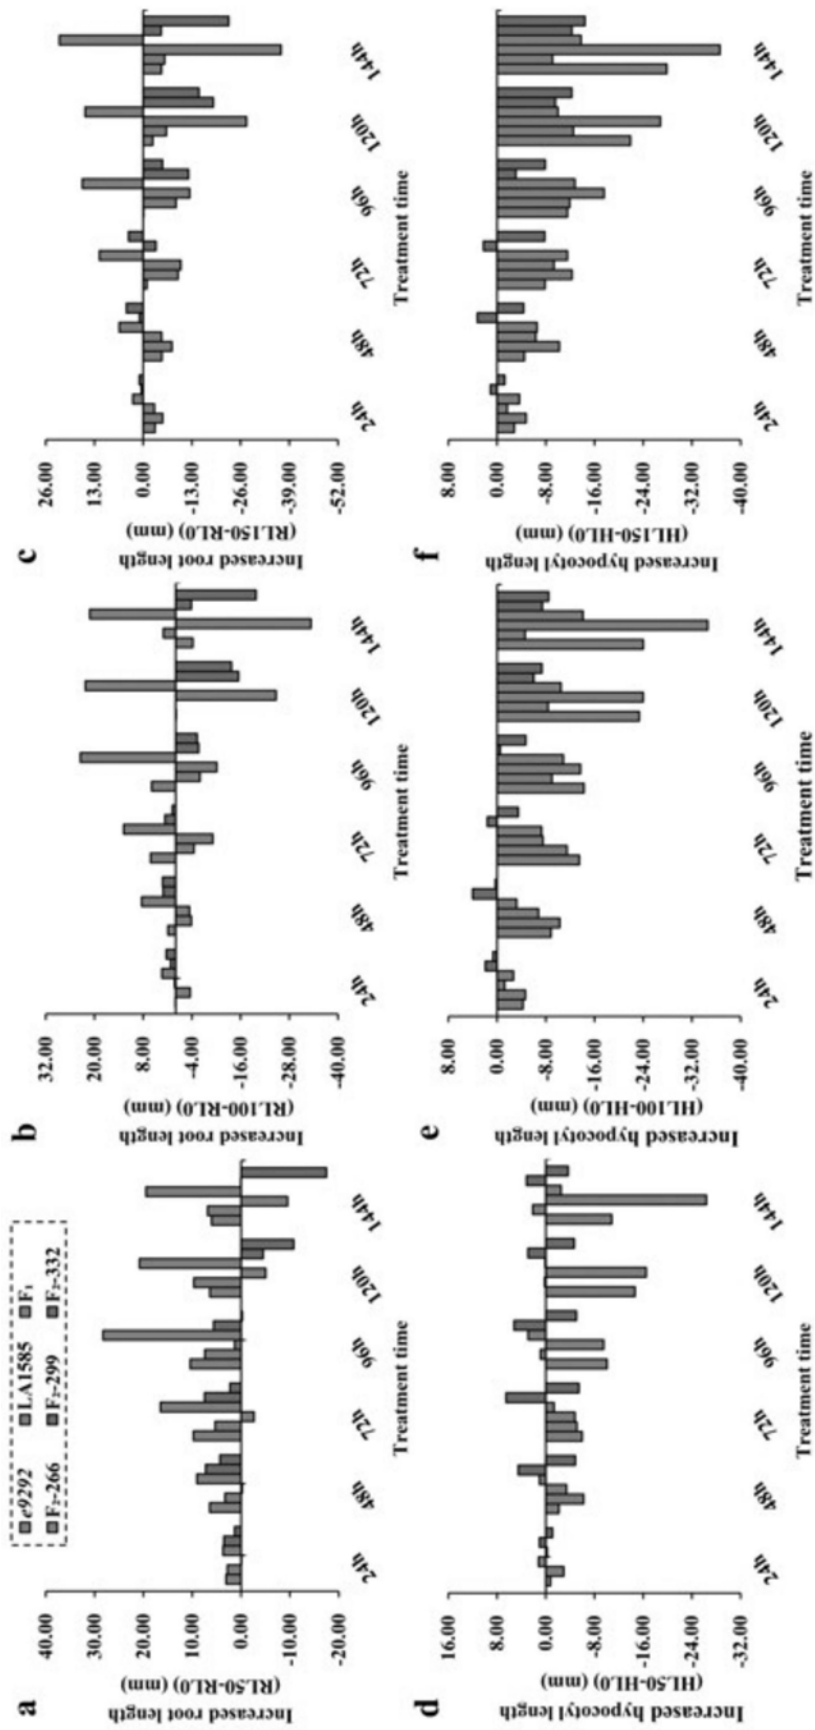 e9292 LA1585 F₁
F₂-266 F₂-299 F₂-332
a
Increased root length
(RL50-RL0) (mm)
40.00
30.00
20.00
10.00
0.00
-10.00
-20.00
24h 48h 72h 96h 120h 144h
Treatment time
b
Increased root length
(RL100-RL0) (mm)
32.00
20.00
8.00
-4.00
-16.00
-28.00
-40.00
24h 48h 72h 96h 120h 144h
Treatment time
c
Increased root length
(RL150-RL0) (mm)
26.00
13.00
0.00
-13.00
-26.00
-39.00
-52.00
24h 48h 72h 96h 120h 144h
Treatment time
d
Increased hypocotyl length
(HL50-HL0) (mm)
16.00
8.00
0.00
-8.00
-16.00
-24.00
-32.00
24h 48h 72h 96h 120h 144h
Treatment time
e
Increased hypocotyl length
(HL100-HL0) (mm)
8.00
0.00
-8.00
-16.00
-24.00
-32.00
-40.00
24h 48h 72h 96h 120h 144h
Treatment time
f
Increased hypocotyl length
(HL150-HL0) (mm)
8.00
0.00
-8.00
-16.00
-24.00
-32.00
-40.00
24h 48h 72h 96h 120h 144h
Treatment time